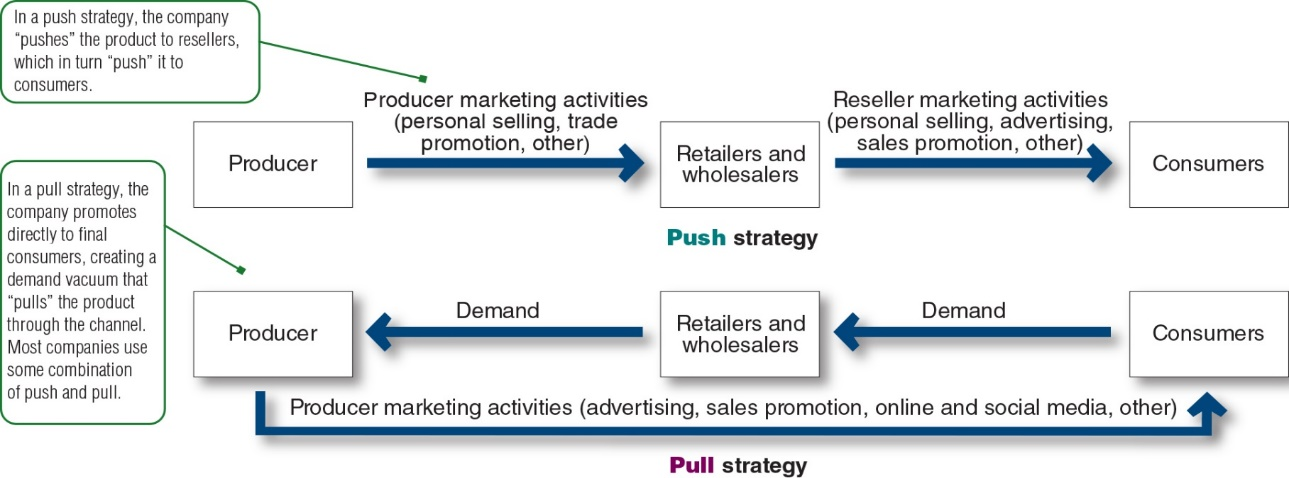 In a push strategy, the company
“pushes” the product to resellers,
which in turn “push” it to
consumers.
Producer marketing activities
(personal selling, trade
promotion, other)
Reseller marketing activities
(personal selling, advertising,
sales promotion, other)
Producer
Retailers and
wholesalers
Consumers
Push strategy
In a pull strategy, the
company promotes
directly to final
consumers, creating a
demand vacuum that
“pulls” the product
through the channel.
Most companies use
some combination
of push and pull.
Producer
Demand
Retailers and
wholesalers
Demand
Consumers
Producer marketing activities (advertising, sales promotion, online and social media, other)
Pull strategy